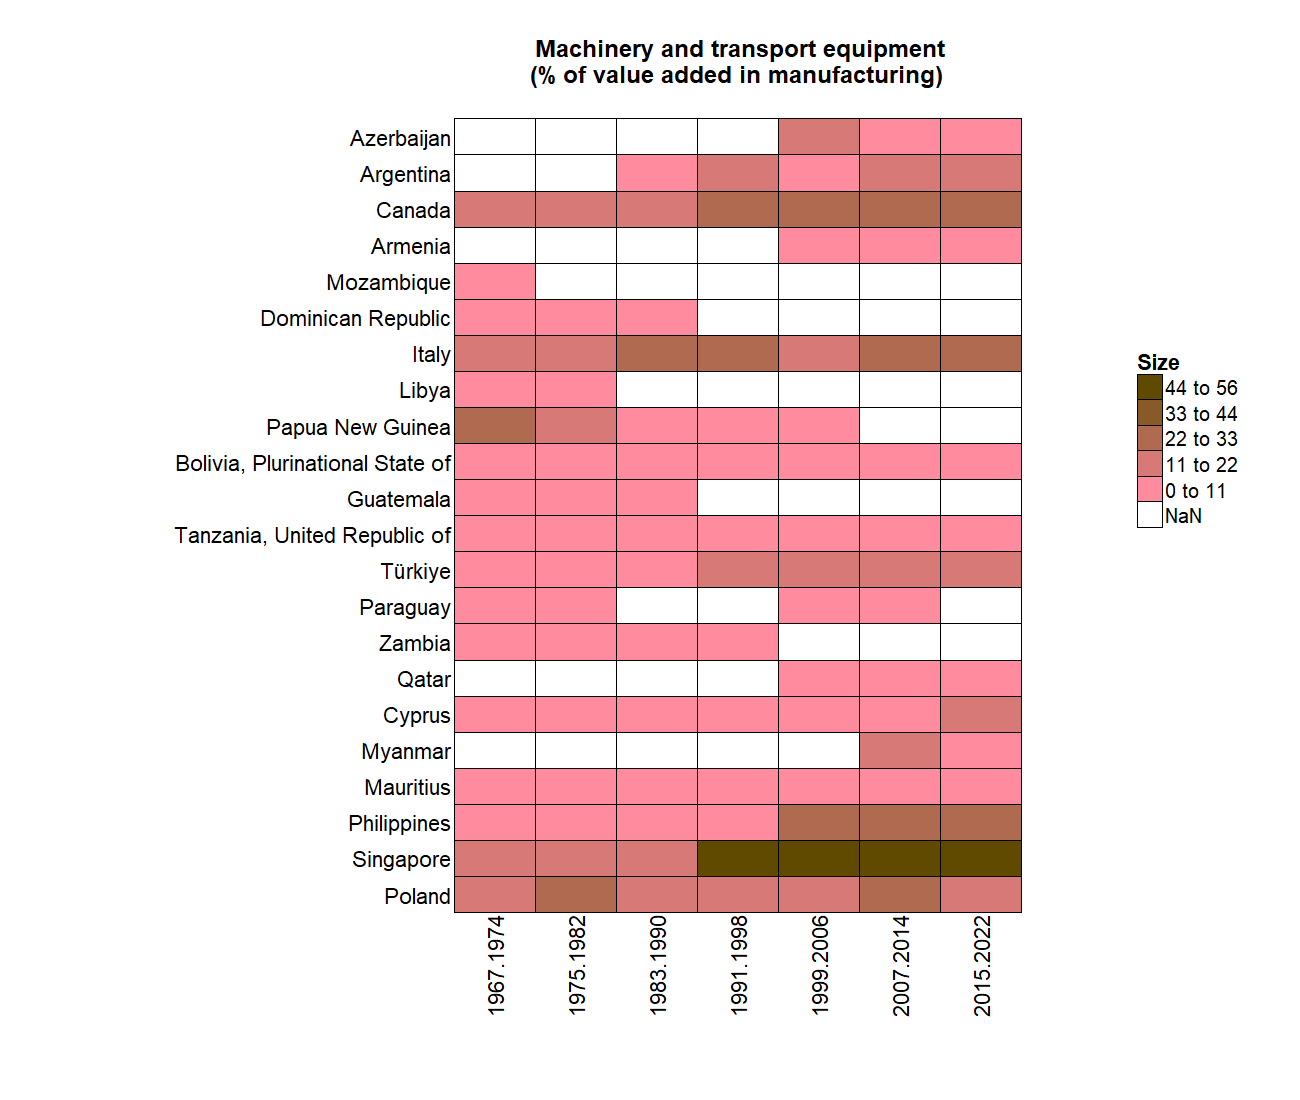 Machinery and transport equipment
(% of value added in manufacturing)
Azerbaijan
Argentina
Canada
Armenia
Mozambique
Dominican Republic
Italy
Libya
Papua New Guinea
Bolivia, Plurinational State of
Guatemala
Tanzania, United Republic of
Türkiye
Paraguay
Zambia
Qatar
Cyprus
Myanmar
Mauritius
Philippines
Singapore
Poland
1967.1974
1975.1982
1983.1990
1991.1998
1999.2006
2007.2014
2015.2022
Size
44 to 56
33 to 44
22 to 33
11 to 22
0 to 11
NaN